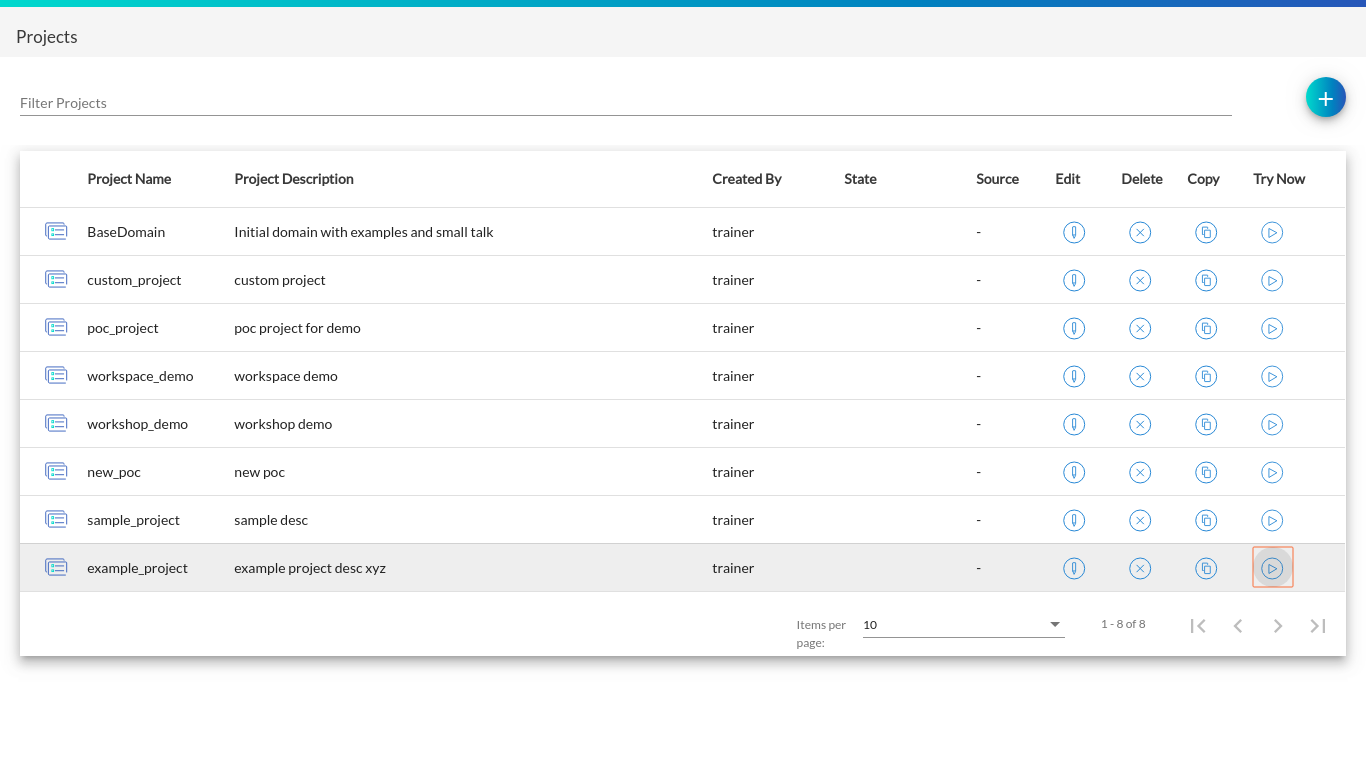 Projects
Filter Projects
+
Project Name Project Description Created By State Source Edit Delete Copy Try Now
BaseDomain Initial domain with examples and small talk trainer -
custom_project custom project trainer -
poc_project poc project for demo trainer -
workspace_demo workspace demo trainer -
workshop_demo workshop demo trainer -
new_poc new poc trainer -
sample_project sample desc trainer -
example_project example project desc xyz trainer -
Items per page: 10 1 - 8 of 8